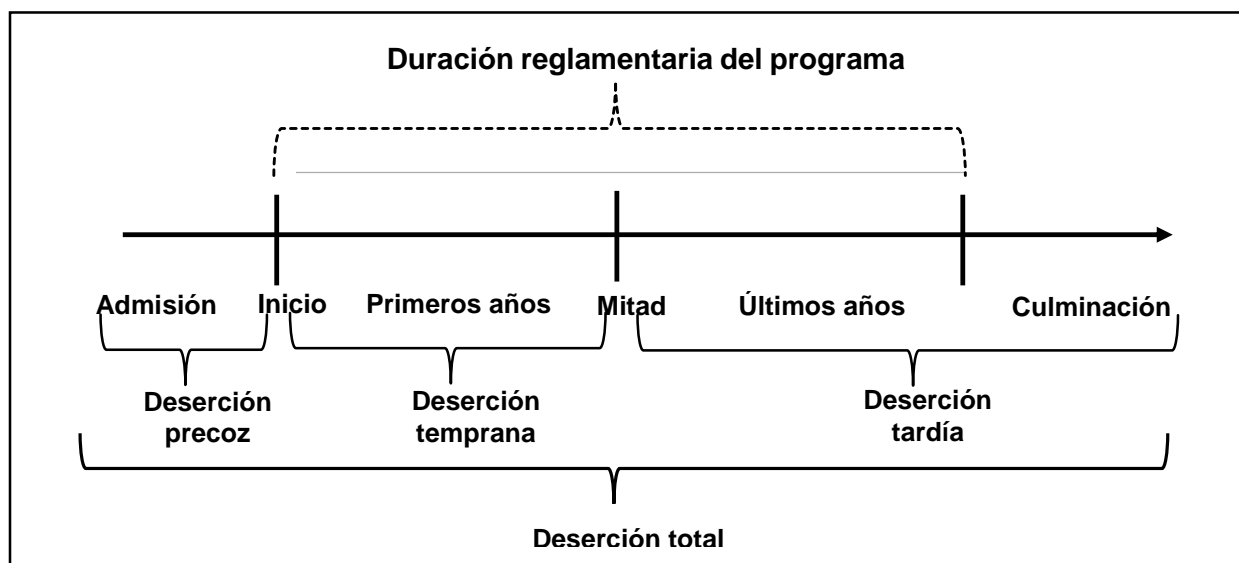 Duración reglamentaria del programa
Admisión Inicio Primeros años Mitad Últimos años Culminación
Deserción Deserción Deserción
precoz temprana tardía
Deserción total